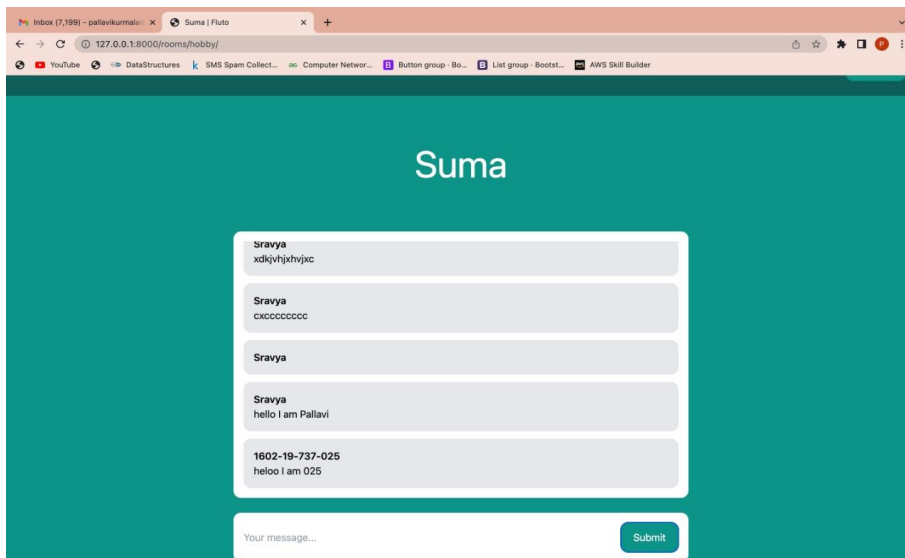 Inbox (7,199) - pallavikurmala
Suma | Fluto
127.0.0.1:8000/rooms/hobby/
P
YouTube
DataStructures
k SMS Spam Collect...
Computer Networ...
B Button group · Bo...
B List group · Bootst...
aws AWS Skill Builder
Suma
Sravya
xdkjvhjxhvjxc
Sravya
cxcccccccc
Sravya
Sravya
hello I am Pallavi
1602-19-737-025
heloo I am 025
Your message...
Submit